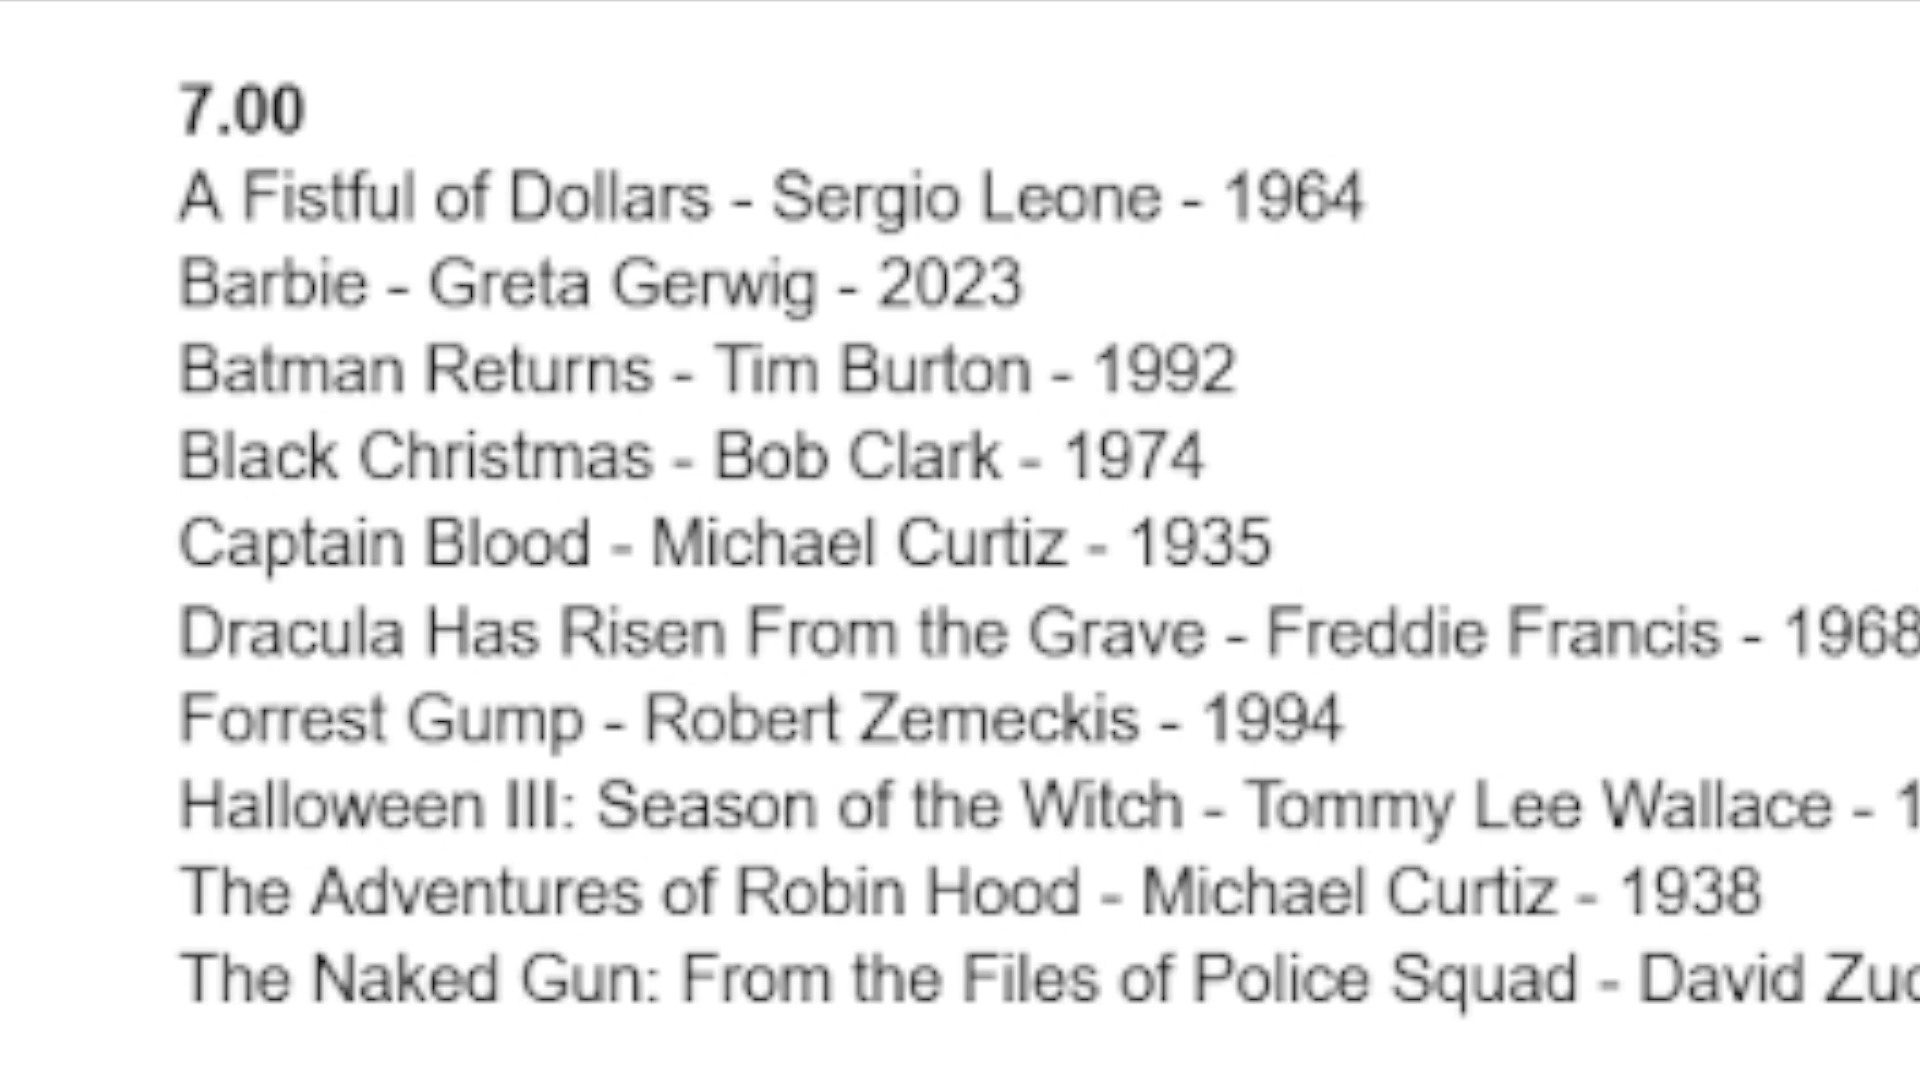 7.00
A Fistful of Dollars - Sergio Leone - 1964
Barbie - Greta Gerwig - 2023
Batman Returns - Tim Burton - 1992
Black Christmas - Bob Clark - 1974
Captain Blood - Michael Curtiz - 1935
Dracula Has Risen From the Grave - Freddie Francis - 1968
Forrest Gump - Robert Zemeckis - 1994
Halloween III: Season of the Witch - Tommy Lee Wallace - 1
The Adventures of Robin Hood - Michael Curtiz - 1938
The Naked Gun: From the Files of Police Squad - David Zuc